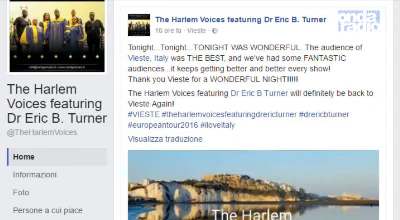 The Harlem
Voices featuring
Dr Eric B. Turner
@TheHarlemVoices
Home
Informazioni
Foto
Persone a cui piace
The Harlem Voices featuring Dr Eric B. Turner
16 ore fa · Vieste ·
ondaradio
Tonight...Tonight.. TONIGHT WAS WONDERFUL. The audience of
Vieste, Italy was THE BEST, and we've had some FANTASTIC
audiences...it keeps getting better and better every show!
Thank you Vieste for a WONDERFUL NIGHT!!!!!!
The Harlem Voices featuring Dr Eric B Turner will definitely be back to
Vieste Again!
#VIESTE #theharlemvoicesfeaturingdrericturner #drericbturner
#europeantour2016 #iloveitaly
Visualizza traduzione
The Harlem